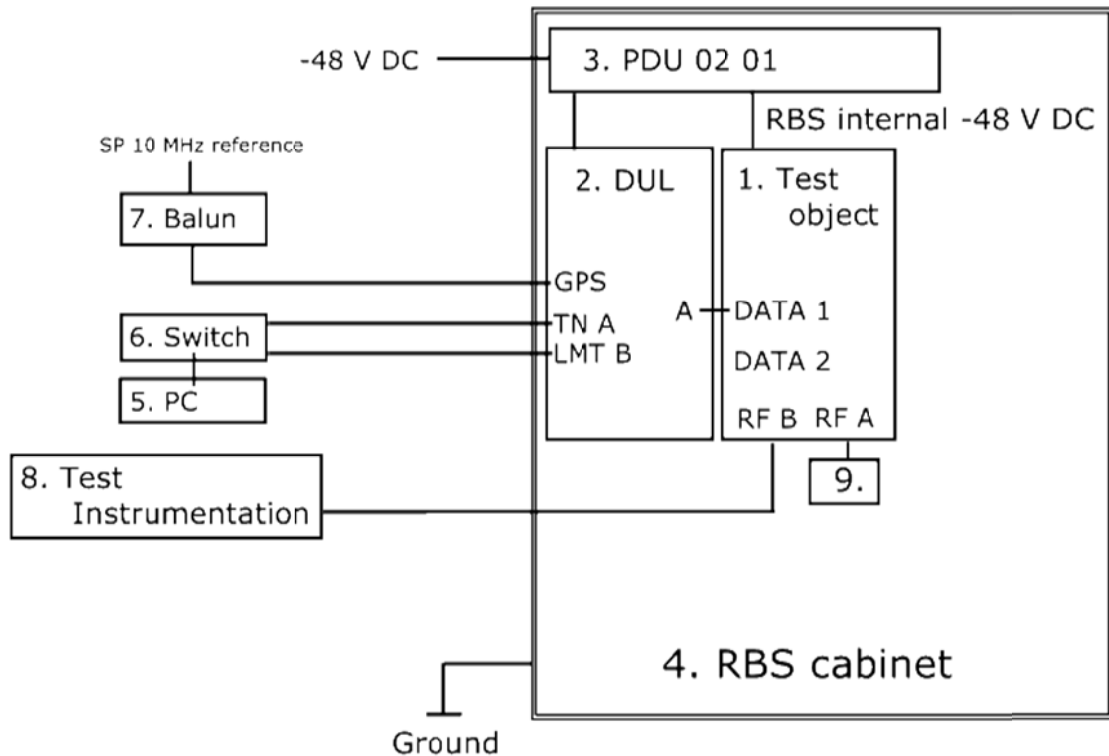 -48 V DC
3. PDU 02 01
RBS internal -48 V DC
SP 10 MHz reference
7. Balun
2. DUL
1. Test
object
GPS
6. Switch
TN A
A
DATA 1
LMT B
DATA 2
5. PC
RF B RF A
8. Test
Instrumentation
9.
4. RBS cabinet
Ground